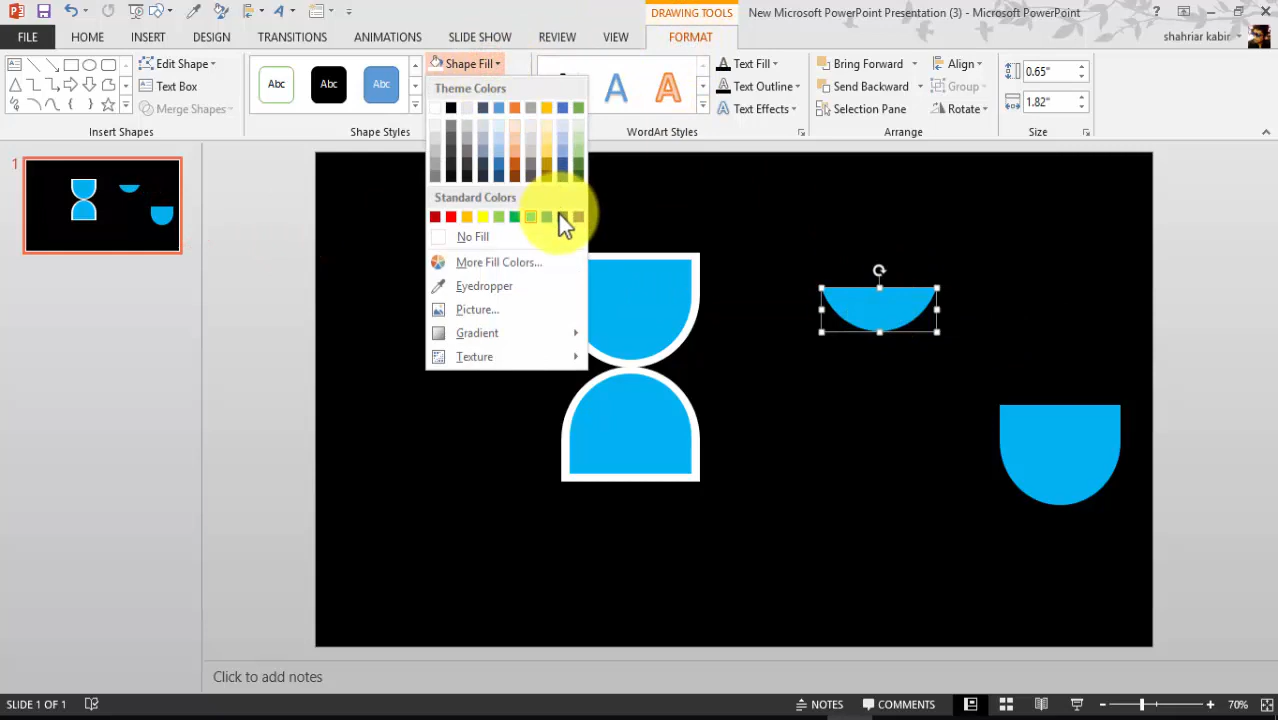 DRAWING TOOLS
New Microsoft PowerPoint Presentation (3) - Microsoft PowerPoint
FILE HOME INSERT DESIGN TRANSITIONS ANIMATIONS SLIDE SHOW REVIEW VIEW FORMAT shahriar kabir
Edit Shape
Text Box
Merge Shapes
Insert Shapes
Abc Abc Abc
Shape Styles
Shape Fill
Theme Colors
Standard Colors
No Fill
More Fill Colors...
Eyedropper
Picture...
Gradient
Texture
A A
WordArt Styles
Text Fill
Text Outline
Text Effects
Bring Forward
Send Backward
Selection Pane
Align
Group
Rotate
Arrange
0.65"
1.82"
Size
1
Click to add notes
SLIDE 1 OF 1 NOTES COMMENTS 70%